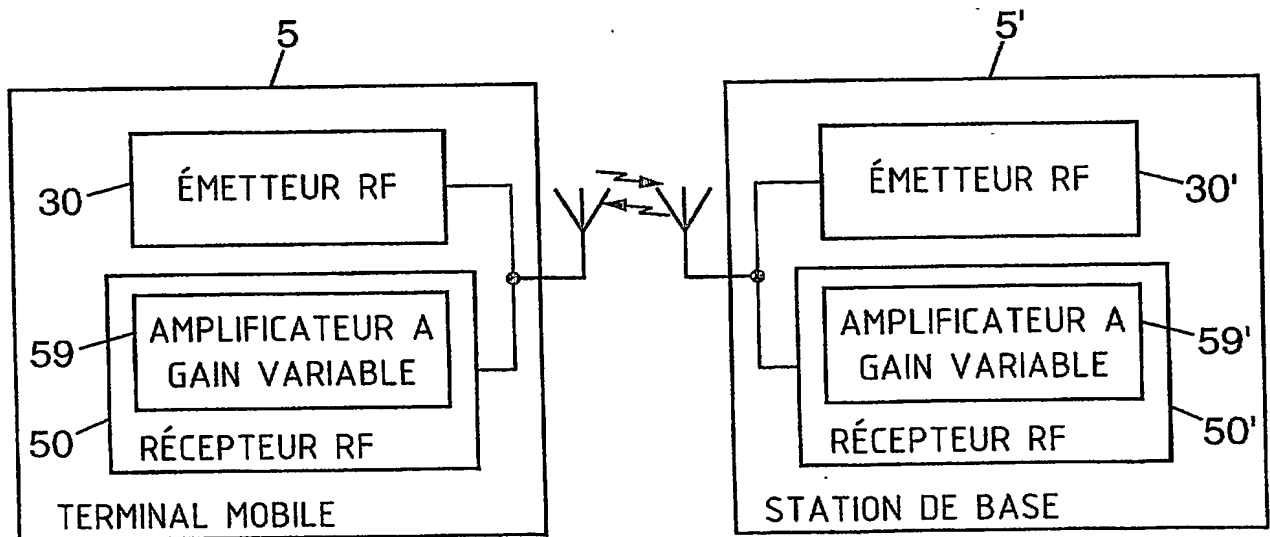 5
5'
ÉMETTEUR RF
30
ÉMETTEUR RF
30'
AMPLIFICATEUR A
GAIN VARIABLE
59
RÉCEPTEUR RF
50
AMPLIFICATEUR A
GAIN VARIABLE
59'
RÉCEPTEUR RF
50'
TERMINAL MOBILE
STATION DE BASE